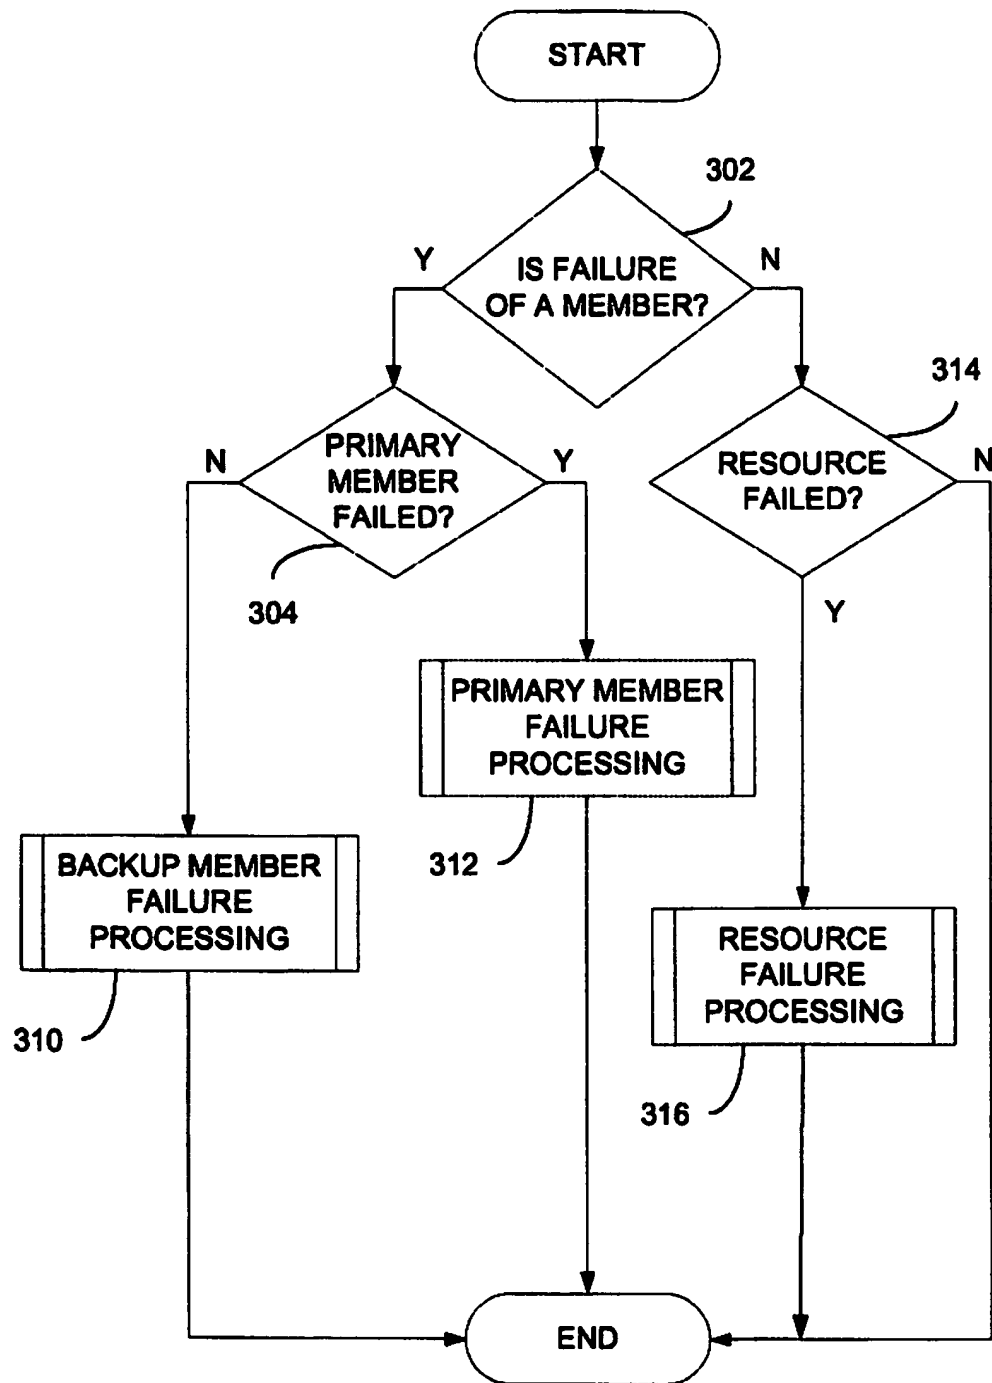 START
302
Y
IS FAILURE
OF A MEMBER?
N
314
N
PRIMARY
MEMBER
FAILED?
Y
RESOURCE
FAILED?
N
304
Y
PRIMARY MEMBER
FAILURE
PROCESSING
312
BACKUP MEMBER
FAILURE
PROCESSING
310
RESOURCE
FAILURE
PROCESSING
316
END